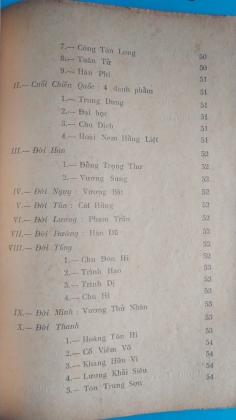 7.— Công Tôn Long 50
8.— Tuân Tử 50
9.— Hàn Phi 51
II.— Cuối Chiến Quốc : 4 danh phẩm 51
1.— Trung Dung 51
2.— Đại học 51
3.— Chu Dịch 51
4.— Hoài Nam Hồng Liệt 51
III.— Đời Hán 52
1.— Đổng Trọng Thư 52
2.— Vương Sung 52
IV.— Đời Ngụy : Vương Bật 52
V.— Đời Tấn : Cát Hồng 52
VI.— Đời Lương : Phạm Trần 52
VII.— Đời Đường : Hàn Dũ 52
VIII.— Đời Tống 53
1.— Chu Đôn Hi 53
2.— Trình Hạo 53
3.— Trình Di 53
4.— Chu Hi 53
IX.— Đời Minh : Vương Thủ Nhân 53
X.— Đời Thanh 53
1.— Hoàng Tôn Hi 53
2.— Cố Viêm Võ 54
3.— Khang Hữu Vi 54
4.— Lương Khải Siêu 54
5.— Tôn Trung Sơn 54